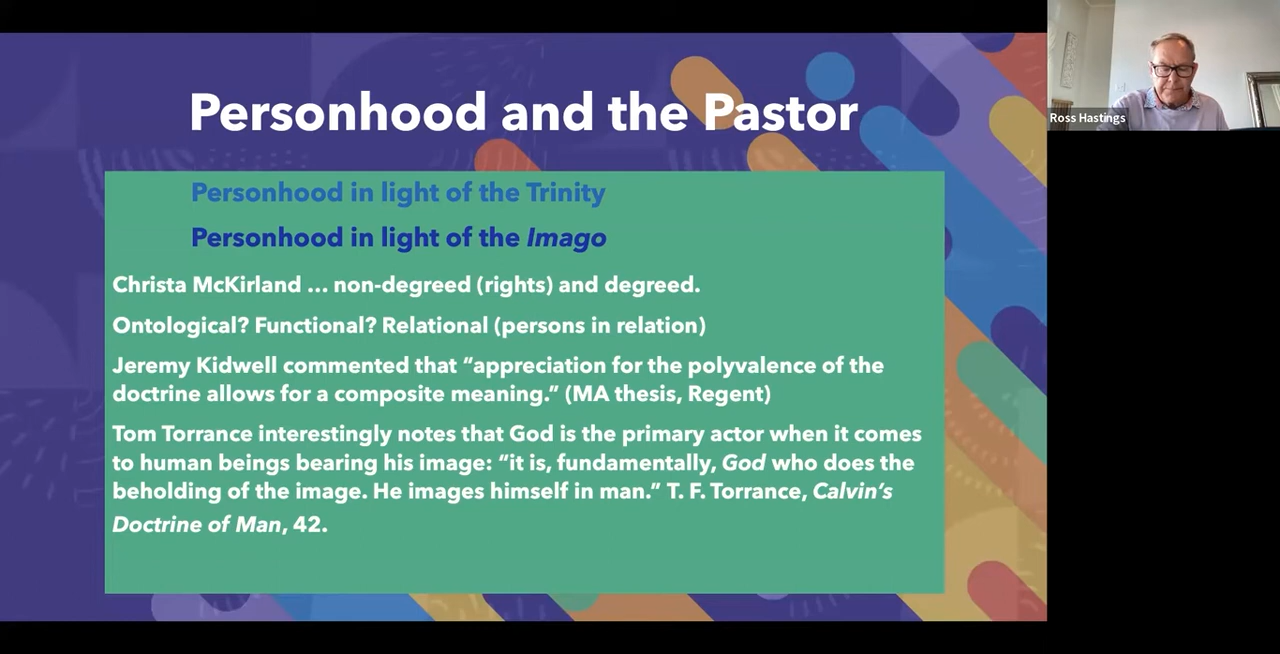 Personhood and the Pastor
Personhood in light of the Trinity
Personhood in light of the Imago
Christa McKirland … non-degreed (rights) and degreed.
Ontological? Functional? Relational (persons in relation)
Jeremy Kidwell commented that “appreciation for the polyvalence of the
doctrine allows for a composite meaning.” (MA thesis, Regent)
Tom Torrance interestingly notes that God is the primary actor when it comes
to human beings bearing his image: “it is, fundamentally, God who does the
beholding of the image. He images himself in man.” T. F. Torrance, Calvin’s
Doctrine of Man, 42.
Ross Hastings